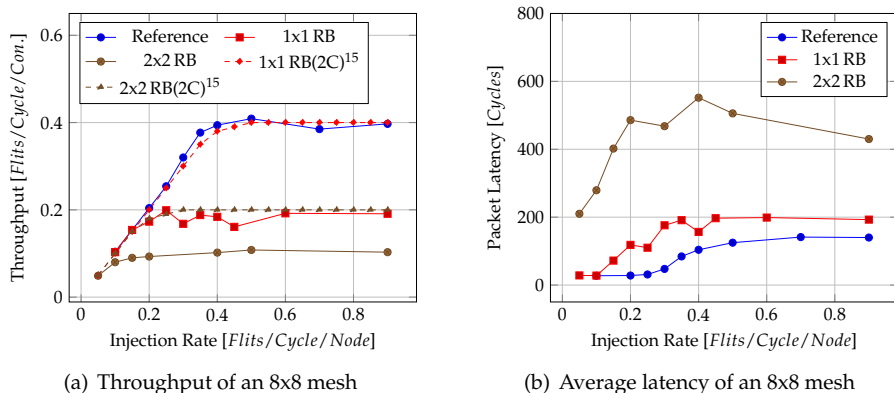 Reference
1x1 RB
2x2 RB
1x1 RB(2C)15
2x2 RB(2C)15
Throughput [Flits/Cycle/Con.]
0.6
0.4
0.2
0
0 0.2 0.4 0.6 0.8
Injection Rate [Flits/Cycle/Node]
(a) Throughput of an 8x8 mesh
Reference
1x1 RB
2x2 RB
Packet Latency [Cycles]
800
600
400
200
0
0 0.2 0.4 0.6 0.8
Injection Rate [Flits/Cycle/Node]
(b) Average latency of an 8x8 mesh